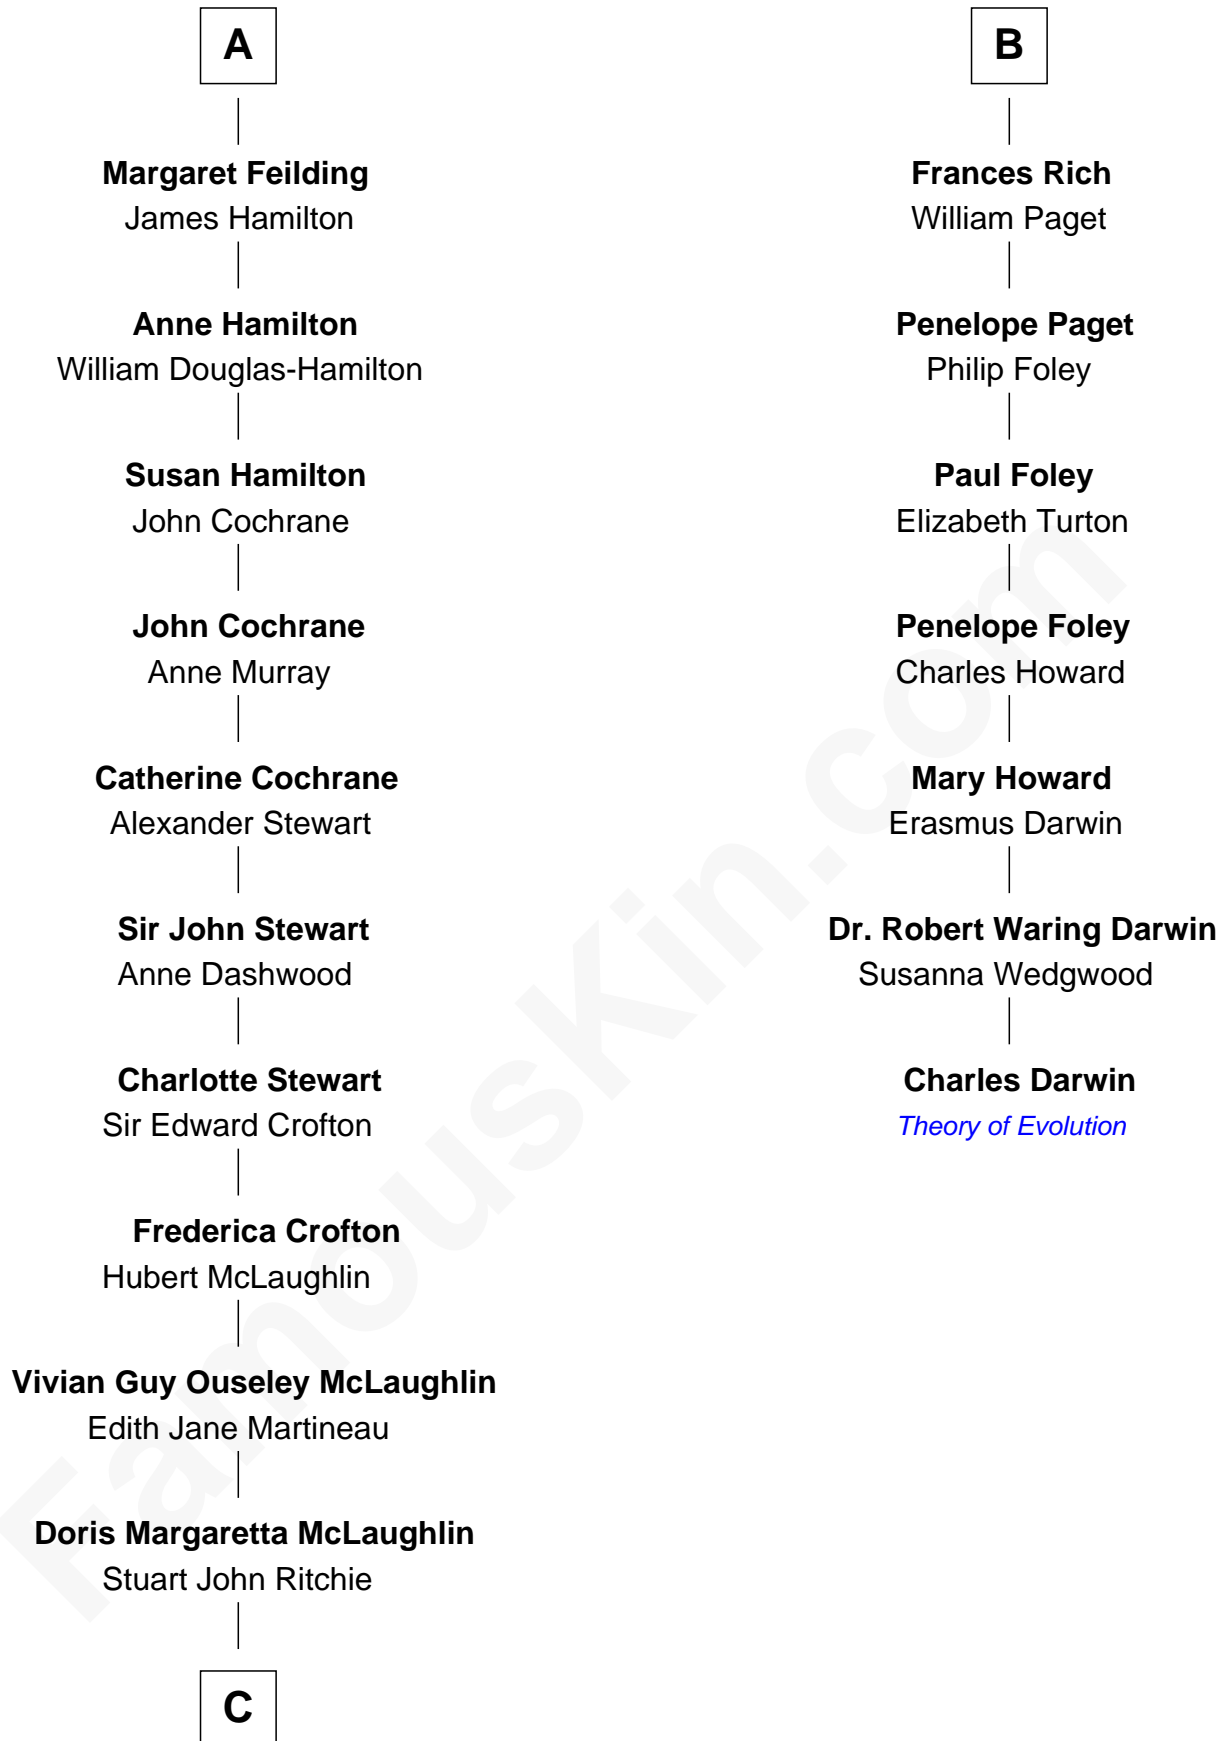 A
Margaret Feilding
James Hamilton
Anne Hamilton
William Douglas-Hamilton
Susan Hamilton
John Cochrane
John Cochrane
Anne Murray
Catherine Cochrane
Alexander Stewart
Sir John Stewart
Anne Dashwood
Charlotte Stewart
Sir Edward Crofton
Frederica Crofton
Hubert McLaughlin
Vivian Guy Ouseley McLaughlin
Edith Jane Martineau
Doris Margaretta McLaughlin
Stuart John Ritchie
C
B
Frances Rich
William Paget
Penelope Paget
Philip Foley
Paul Foley
Elizabeth Turton
Penelope Foley
Charles Howard
Mary Howard
Erasmus Darwin
Dr. Robert Waring Darwin
Susanna Wedgwood
Charles Darwin
Theory of Evolution
FamousKin.com